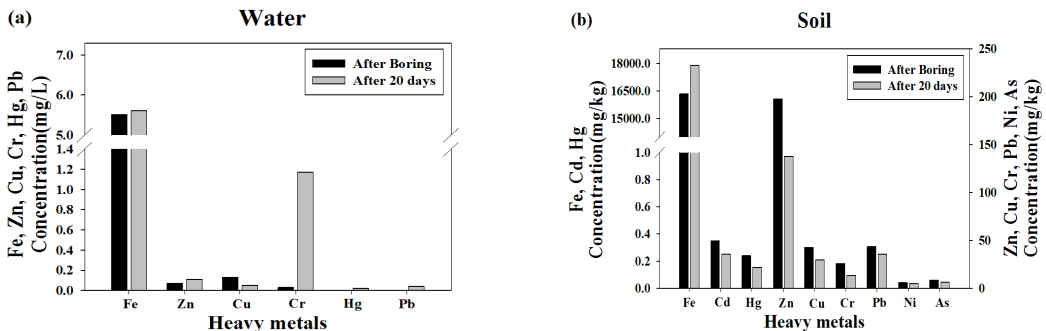 (a)
Water
Fe, Zn, Cu, Cr, Hg, Pb
Concentration(mg/L)
7.0
6.0
5.0
1.4
1.2
1.0
0.8
0.6
0.4
0.2
0.0
After Boring
After 20 days
Fe Zn Cu Cr Hg Pb
Heavy metals
(b)
Soil
Fe, Cd, Hg
Concentration(mg/kg)
18000.0
16500.0
15000.0
1.0
0.8
0.6
0.4
0.2
0.0
After Boring
After 20 days
250
200
150
100
50
0
Zn, Cu, Cr, Pb, Ni, As
Concentration(mg/kg)
Fe Cd Hg Zn Cu Cr Pb Ni As
Heavy metals